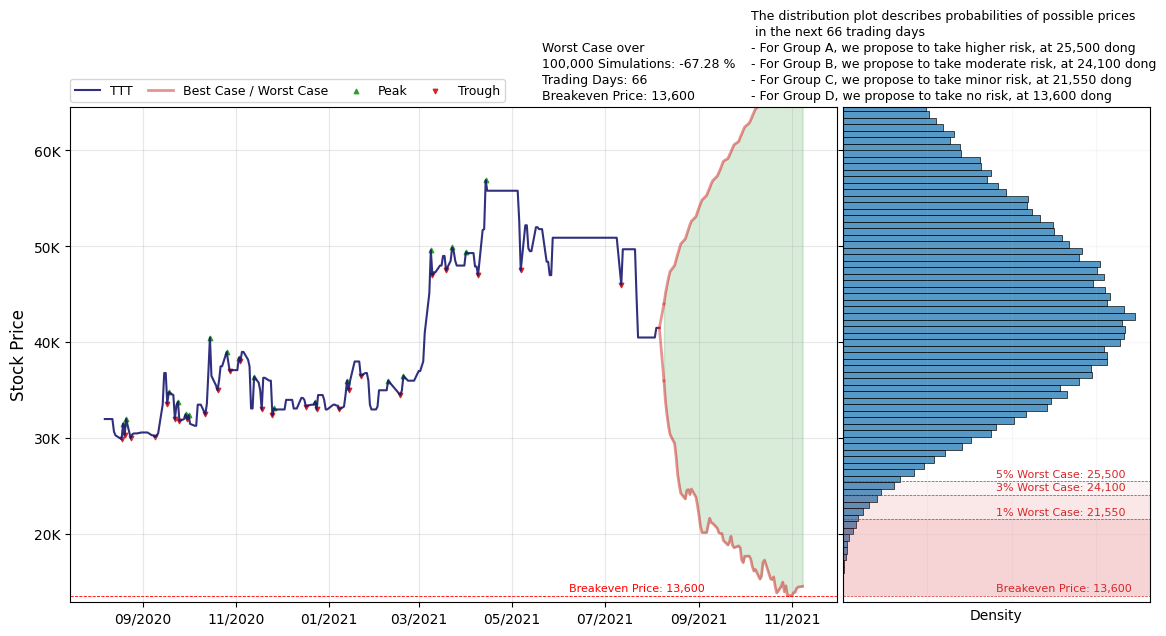 The distribution plot describes probabilities of possible prices
in the next 66 trading days
- For Group A, we propose to take higher risk, at 25,500 dong
- For Group B, we propose to take moderate risk, at 24,100 dong
- For Group C, we propose to take minor risk, at 21,550 dong
- For Group D, we propose to take no risk, at 13,600 dong
Worst Case over
100,000 Simulations: -67.28 %
Trading Days: 66
Breakeven Price: 13,600
TTT
Best Case / Worst Case
Peak
Trough
Stock Price
60K
50K
40K
30K
20K
Breakeven Price: 13,600
09/2020
11/2020
01/2021
03/2021
05/2021
07/2021
09/2021
11/2021
5% Worst Case: 25,500
3% Worst Case: 24,100
1% Worst Case: 21,550
Breakeven Price: 13,600
Density